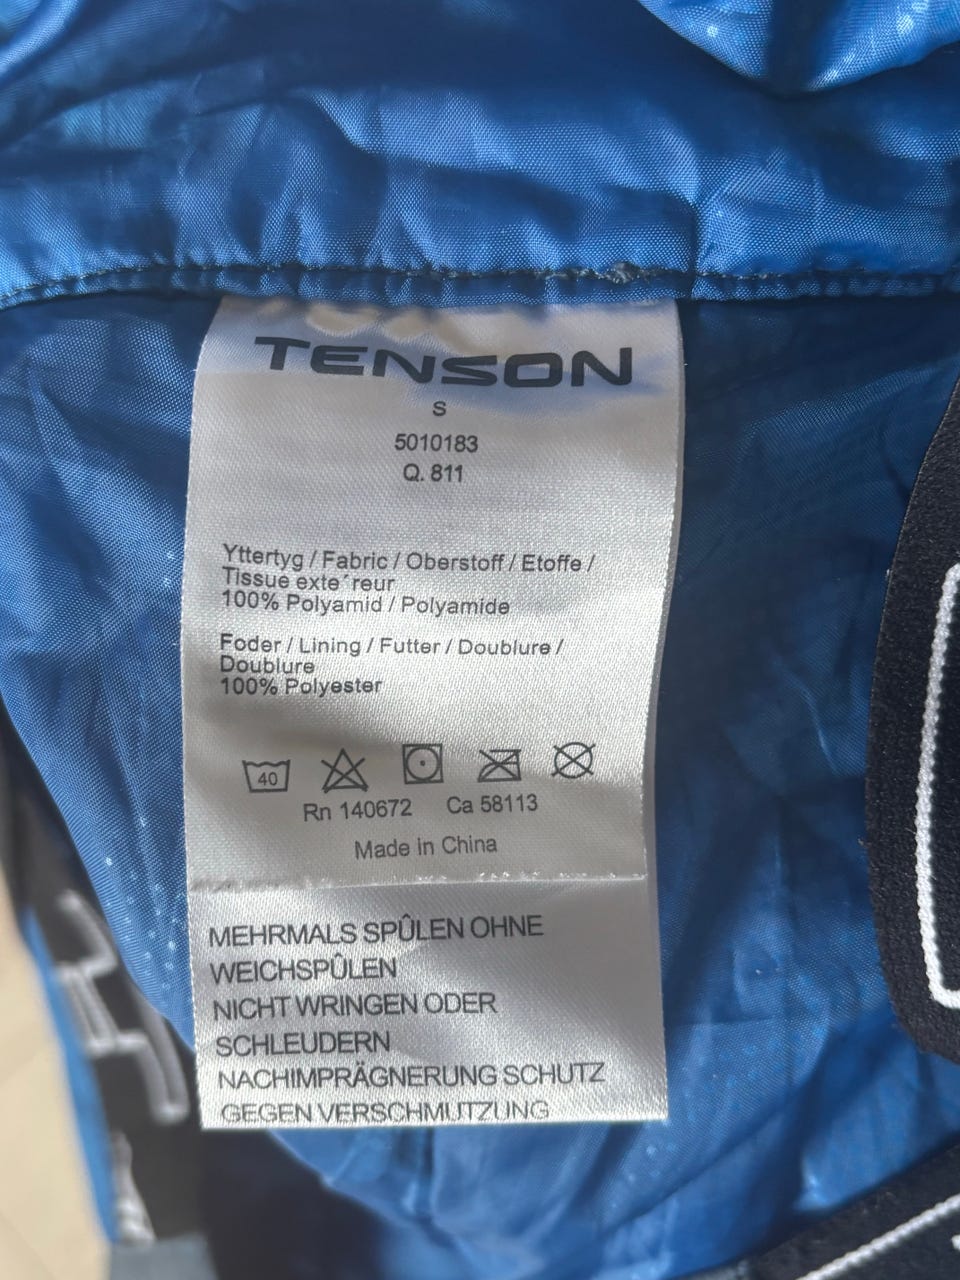 TENSON
S
5010183
Q. 811
Yttertyg / Fabric / Oberstoff / Etoffe /
Tissue exte´reur
100% Polyamid / Polyamide
Foder / Lining / Futter / Doublure /
Doublure
100% Polyester
40
Rn 140672 Ca 58113
Made in China
MEHRMALS SPÛLEN OHNE
WEICHSPÛLEN
NICHT WRINGEN ODER
SCHLEUDERN
NACHIMPRÄGNERUNG SCHUTZ
GEGEN VERSCHMUTZUNG